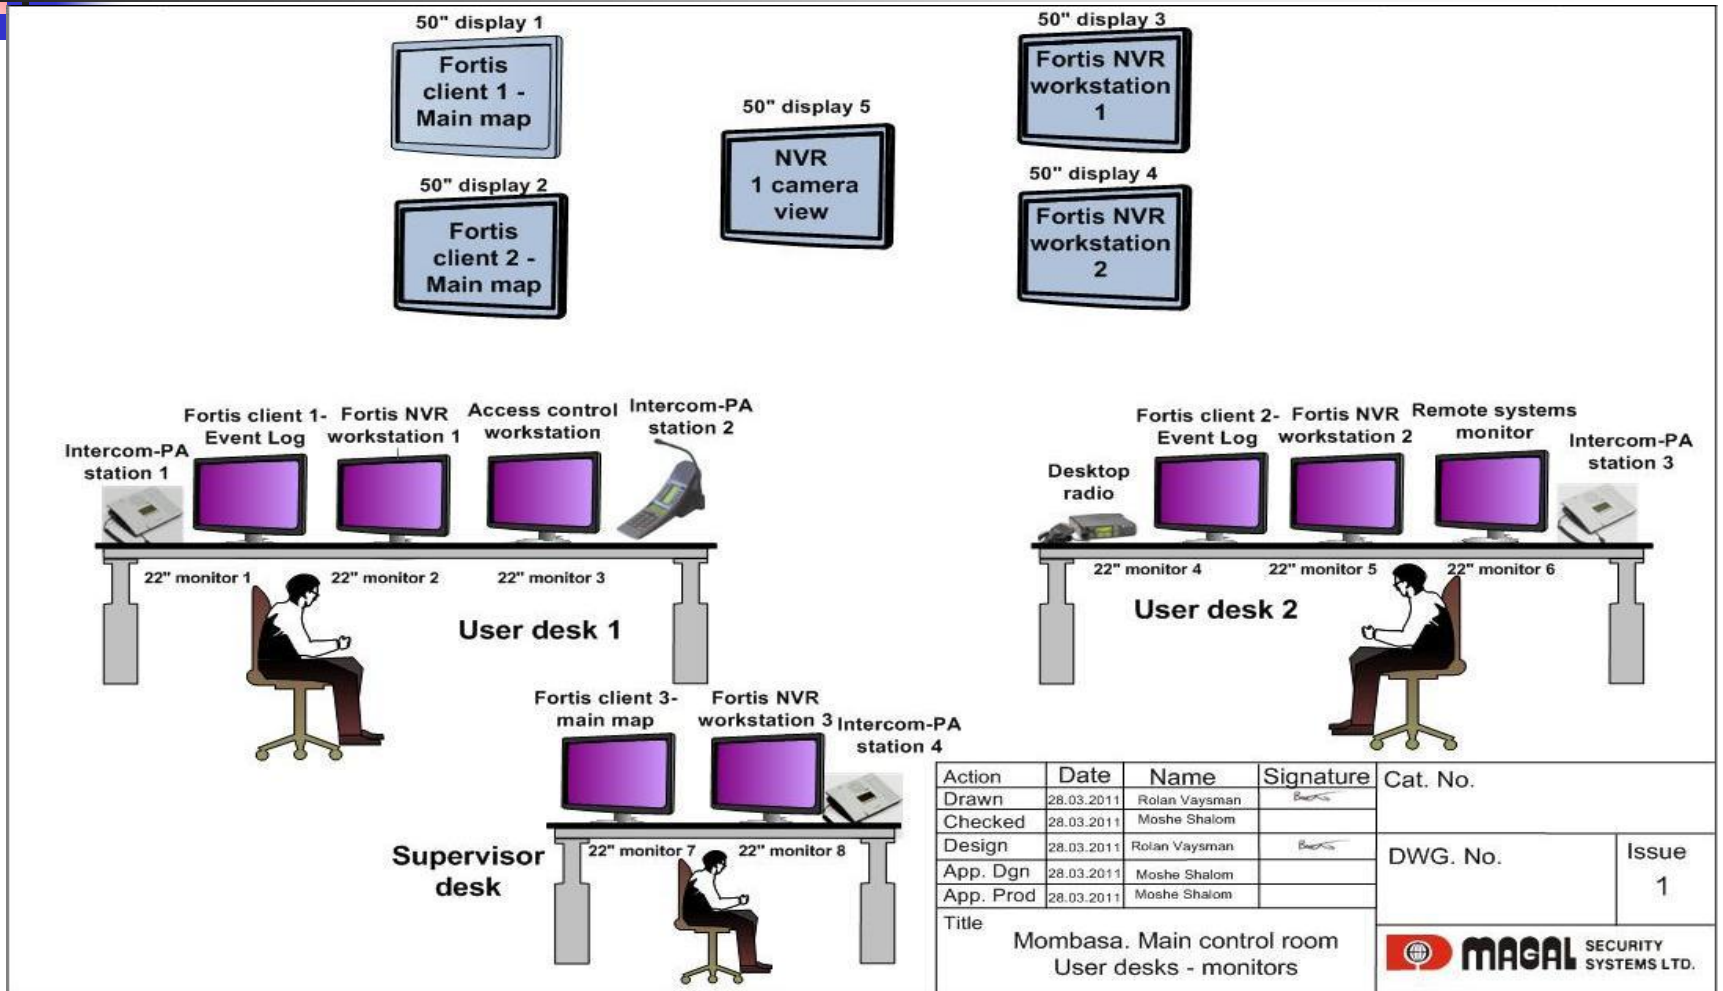 50" display 1
Fortis
client 1 -
Main map
50" display 2
Fortis
client 2 -
Main map
50" display 5
NVR
1 camera
view
50" display 3
Fortis NVR
workstation
1
50" display 4
Fortis NVR
workstation
2
Intercom-PA
station 1
Fortis client 1-
Event Log
Fortis NVR
workstation 1
Access control
workstation
Intercom-PA
station 2
22" monitor 1
22" monitor 2
22" monitor 3
User desk 1
Desktop
radio
Fortis client 2-
Event Log
Fortis NVR
workstation 2
Remote systems
monitor
Intercom-PA
station 3
22" monitor 4
22" monitor 5
22" monitor 6
User desk 2
Fortis client 3-
main map
Fortis NVR
workstation 3
Intercom-PA
station 4
22" monitor 7
22" monitor 8
Supervisor
desk
Action Date Name Signature
Drawn 28.03.2011 Rolan Vaysman
Checked 28.03.2011 Moshe Shalom
Design 28.03.2011 Rolan Vaysman
App. Dgn 28.03.2011 Moshe Shalom
App. Prod 28.03.2011 Moshe Shalom
Title
Mombasa. Main control room
User desks - monitors
Cat. No.
DWG. No.
Issue
1
MAGAL SECURITY
SYSTEMS LTD.